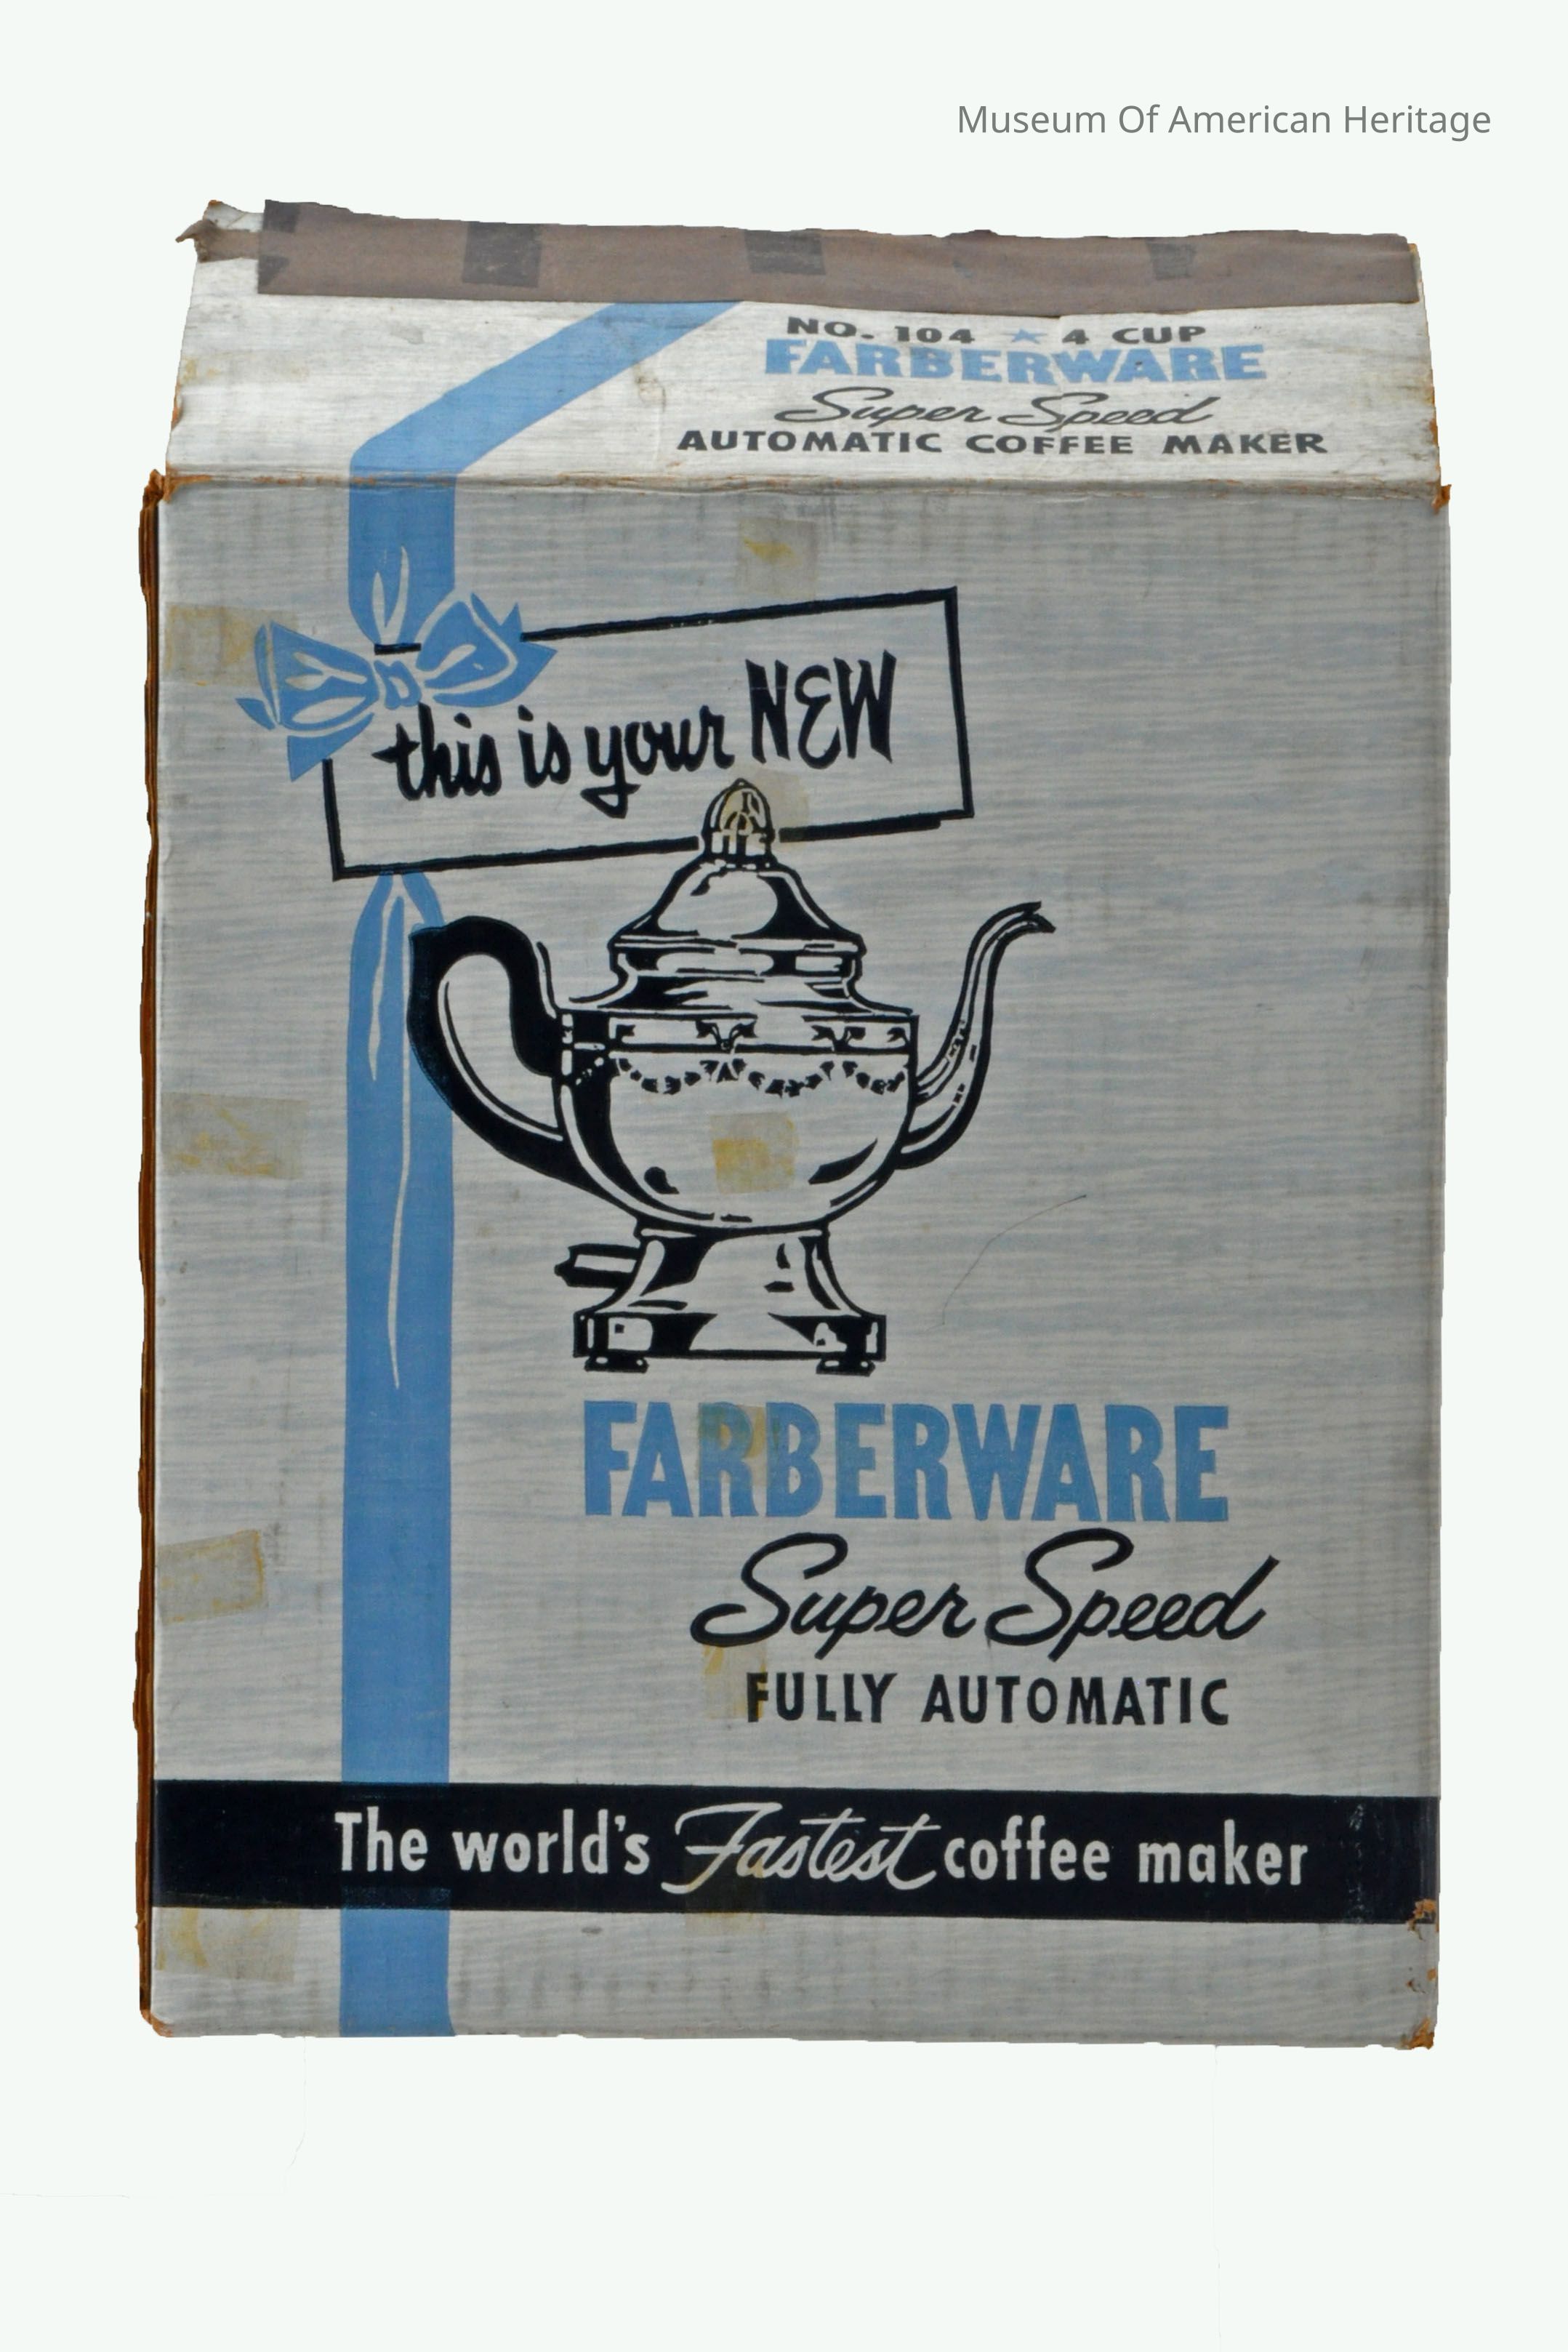 Museum Of American Heritage
NO. 104 ★ 4 CUP
FARBERWARE
Super Speed
AUTOMATIC COFFEE MAKER
this is your NEW
FARBERWARE
Super Speed
FULLY AUTOMATIC
The world's Fastest coffee maker